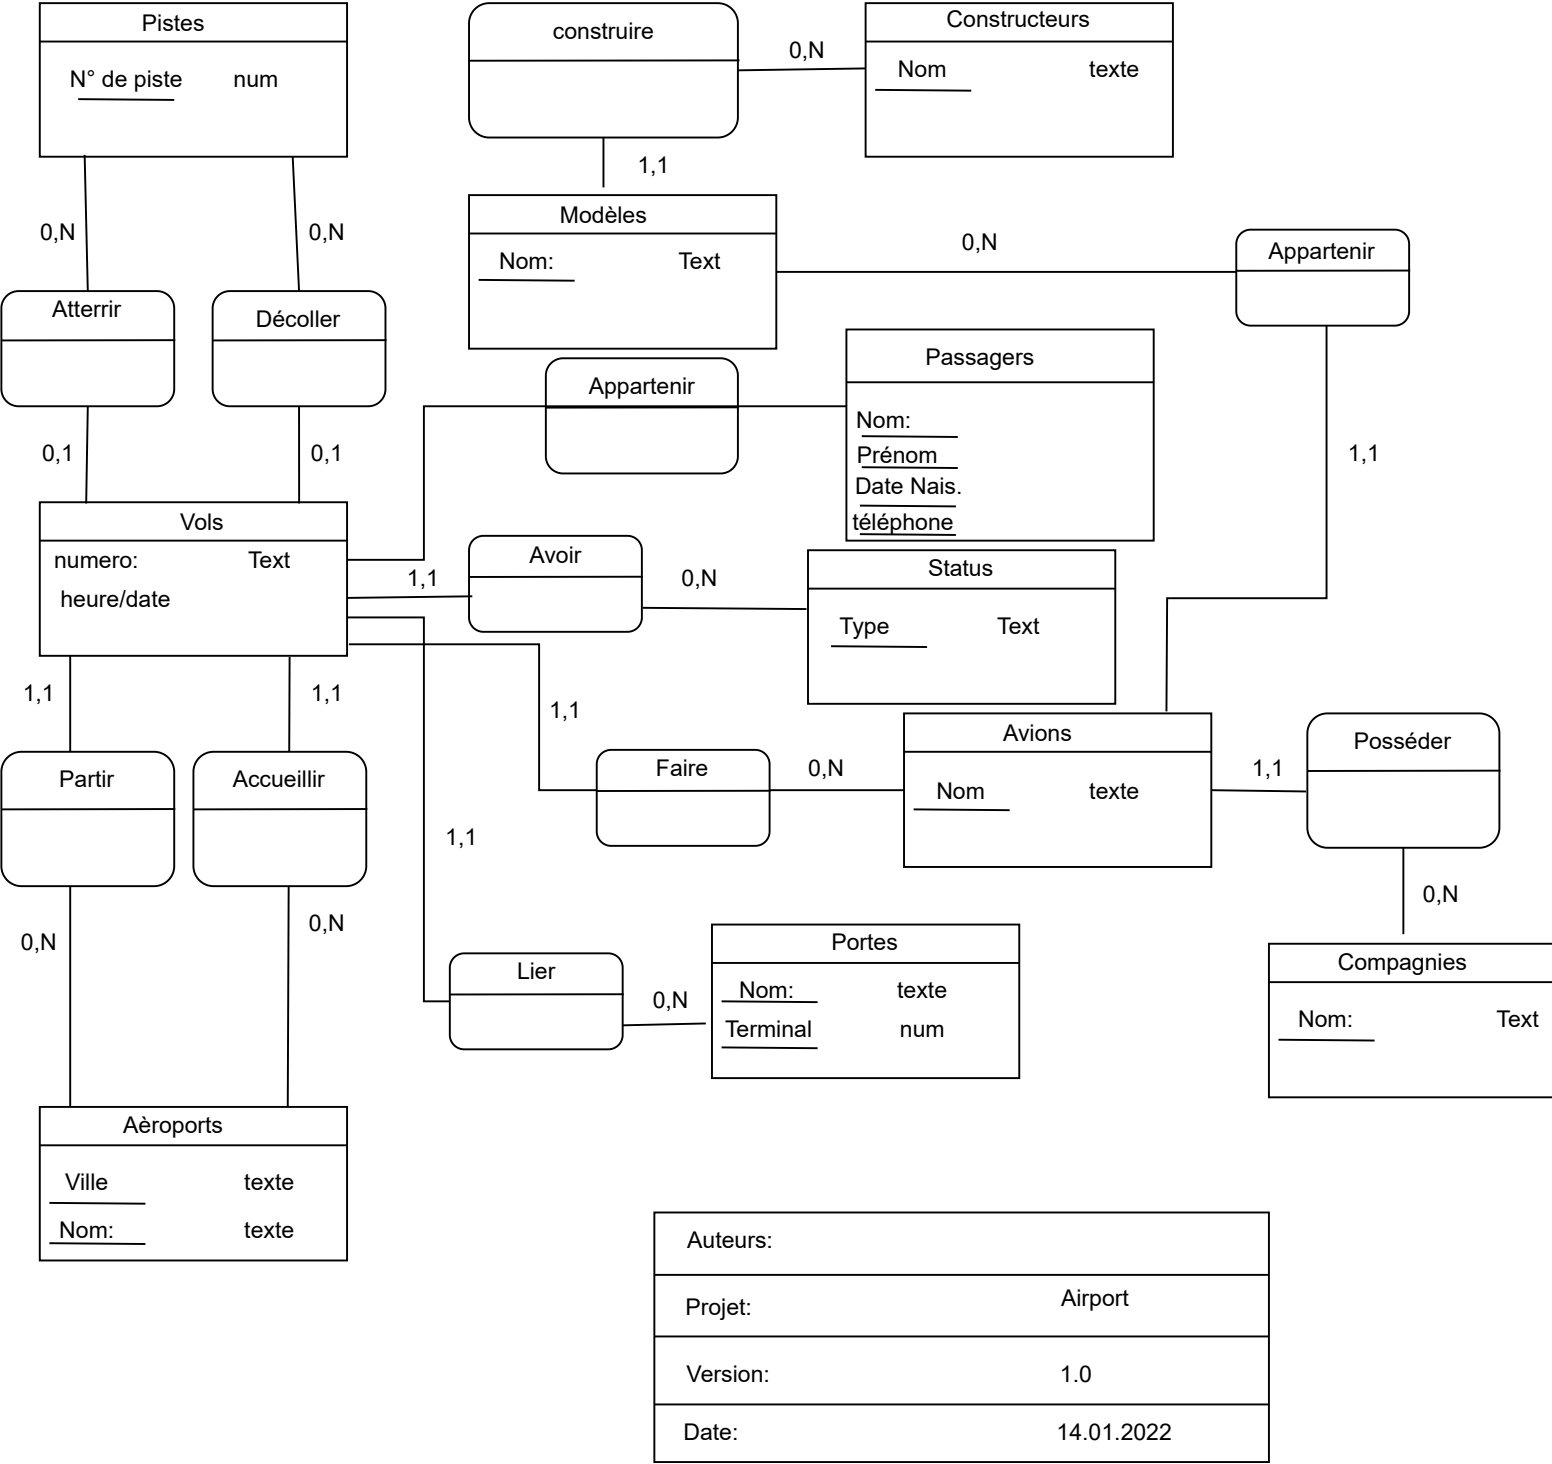 Pistes
N° de piste num
construire
0,N
Constructeurs
Nom texte
1,1
0,N
0,N
Modèles
Nom: Text
0,N
Appartenir
Atterrir
Décoller
Appartenir
Passagers
Nom:
Prénom
Date Nais.
téléphone
0,1
0,1
1,1
Vols
numero: Text
heure/date
1,1
Avoir
0,N
Status
Type Text
1,1
1,1
1,1
Partir
Accueillir
Faire
0,N
Avions
Nom texte
1,1
Posséder
1,1
0,N
0,N
0,N
Lier
0,N
Portes
Nom: texte
Terminal num
Compagnies
Nom: Text
Aèroports
Ville texte
Nom: texte
Auteurs:
Projet: Airport
Version: 1.0
Date: 14.01.2022